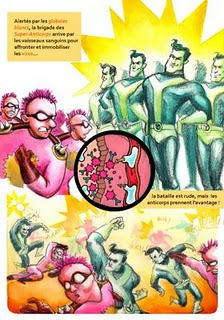 Alertés par les globules
blancs, la brigade des
Super-Anticorps arrive par
les vaisseaux sanguins pour
affronter et immobiliser
les virus...
la bataille est rude, mais les
anticorps prennent l'avantage !